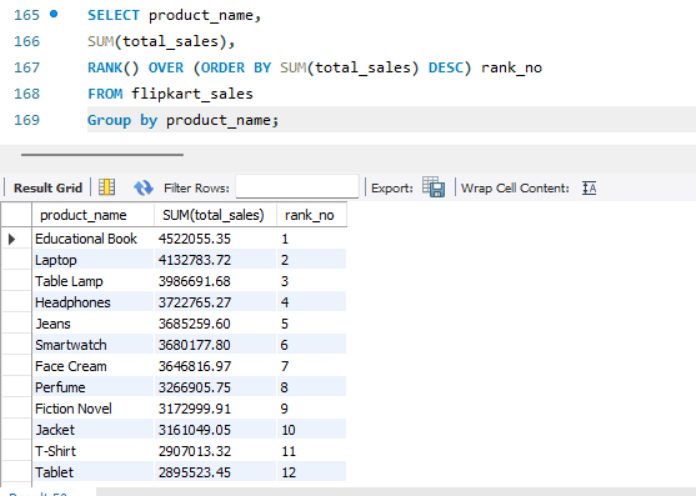 165 SELECT product_name,
166 SUM(total_sales),
167 RANK() OVER (ORDER BY SUM(total_sales) DESC) rank_no
168 FROM flipkart_sales
169 Group by product_name;
Result Grid Filter Rows: Export: Wrap Cell Content: IA
product_name SUM(total_sales) rank_no
Educational Book 4522055.35 1
Laptop 4132783.72 2
Table Lamp 3986691.68 3
Headphones 3722765.27 4
Jeans 3685259.60 5
Smartwatch 3680177.80 6
Face Cream 3646816.97 7
Perfume 3266905.75 8
Fiction Novel 3172999.91 9
Jacket 3161049.05 10
T-Shirt 2907013.32 11
Tablet 2895523.45 12